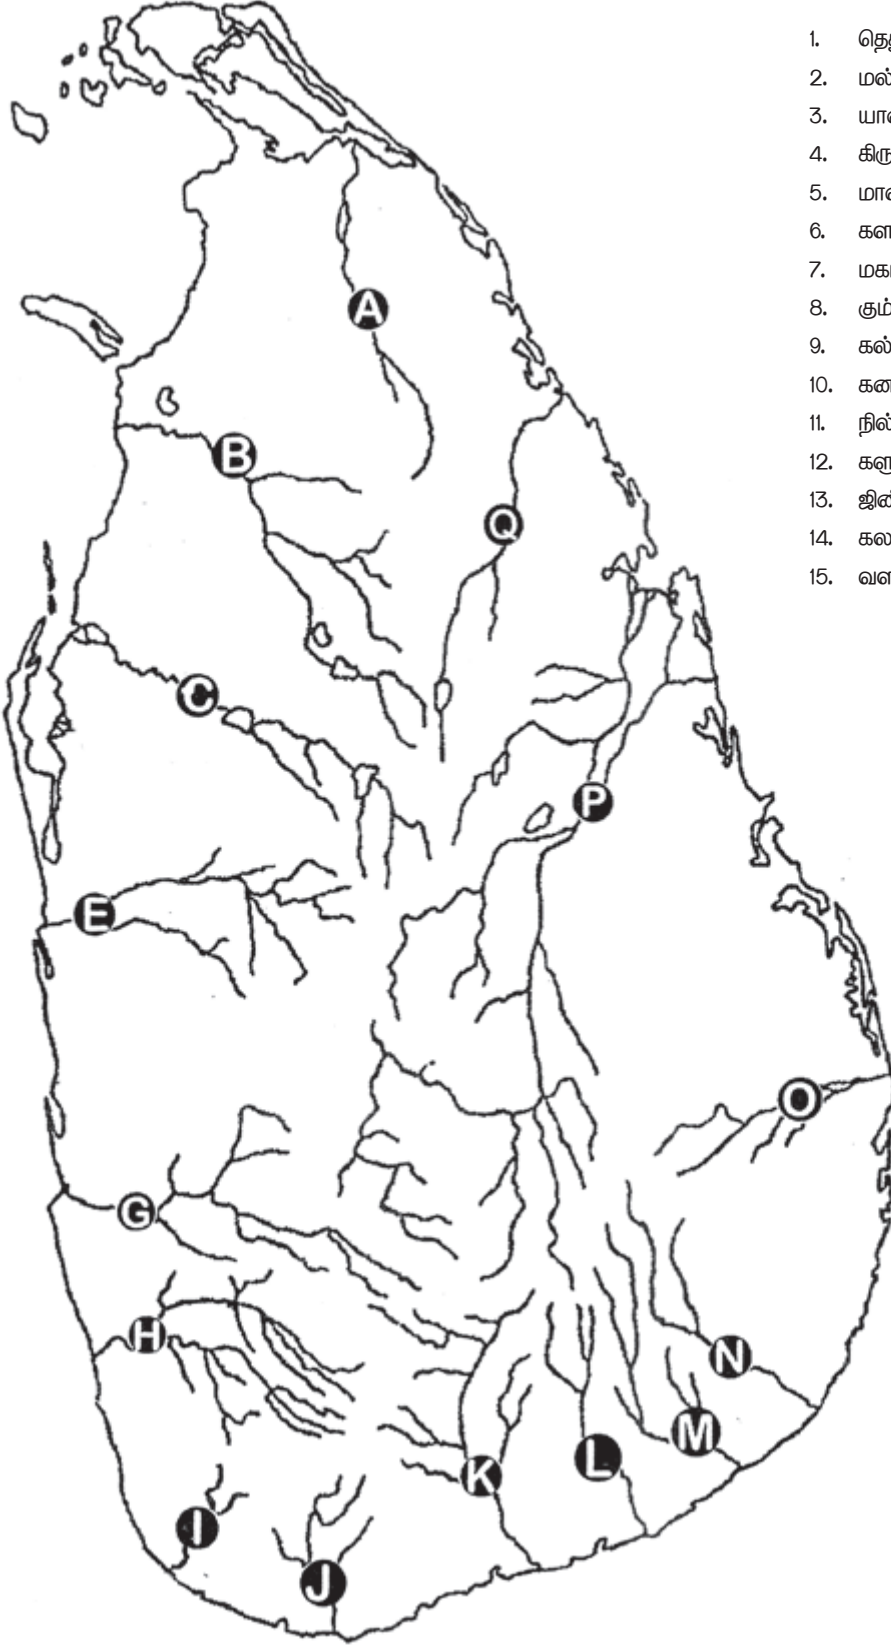 1. தெது
2. மல்
3. யா
4. கிரு
5. மா
6. கள
7. மக
8. கும்
9. கல்
10. கன
11. நில்
12. களு
13. ஜின்
14. கல
15. வள
A
B
Q
C
P
E
O
G
H
N
M
L
K
I
J